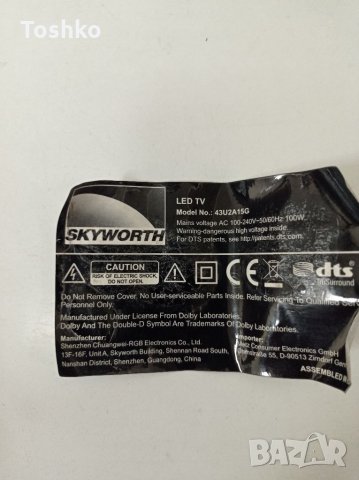 Toshko
LED TV
Model No.: 43U2A15G
Mains voltage AC 100-240V~50/60Hz 100W
Warning-dangerous high voltage inside.
For DTS patents, see http://patents.dts.com.
SKYWORTH
CAUTION
RISK OF ELECTRIC SHOCK,
DO NOT OPEN.
dts
TruSurround
Do Not Remove Cover. No User-serviceable Parts Inside. Refer Servicing To Qualified
Personnel Only.
Manufactured Under License From Dolby Laboratories.
Dolby And The Double-D Symbol Are Trademarks Of Dolby Laboratories.
Manufacturer:
Shenzhen Chuangwei-RGB Electronics Co., Ltd.
13F-16F, Unit A, Skyworth Building, Shennan Road South,
Nanshan District, Shenzhen, Guangdong, China
Importer:
Metz Consumer Electronics GmbH
55, D-90513 Zirndorf
ASSEMBLED
BAZAR.bg